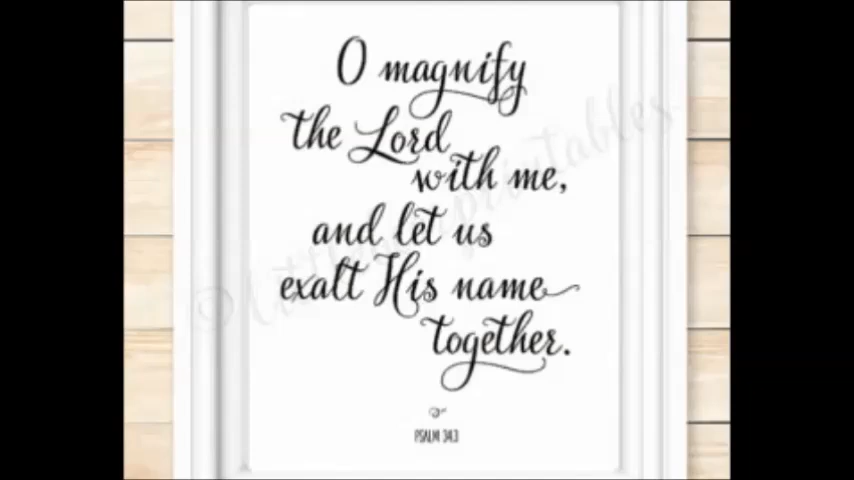 O magnify
the Lord
with me,
and let us
exalt His name
together.
PSALM 34:3